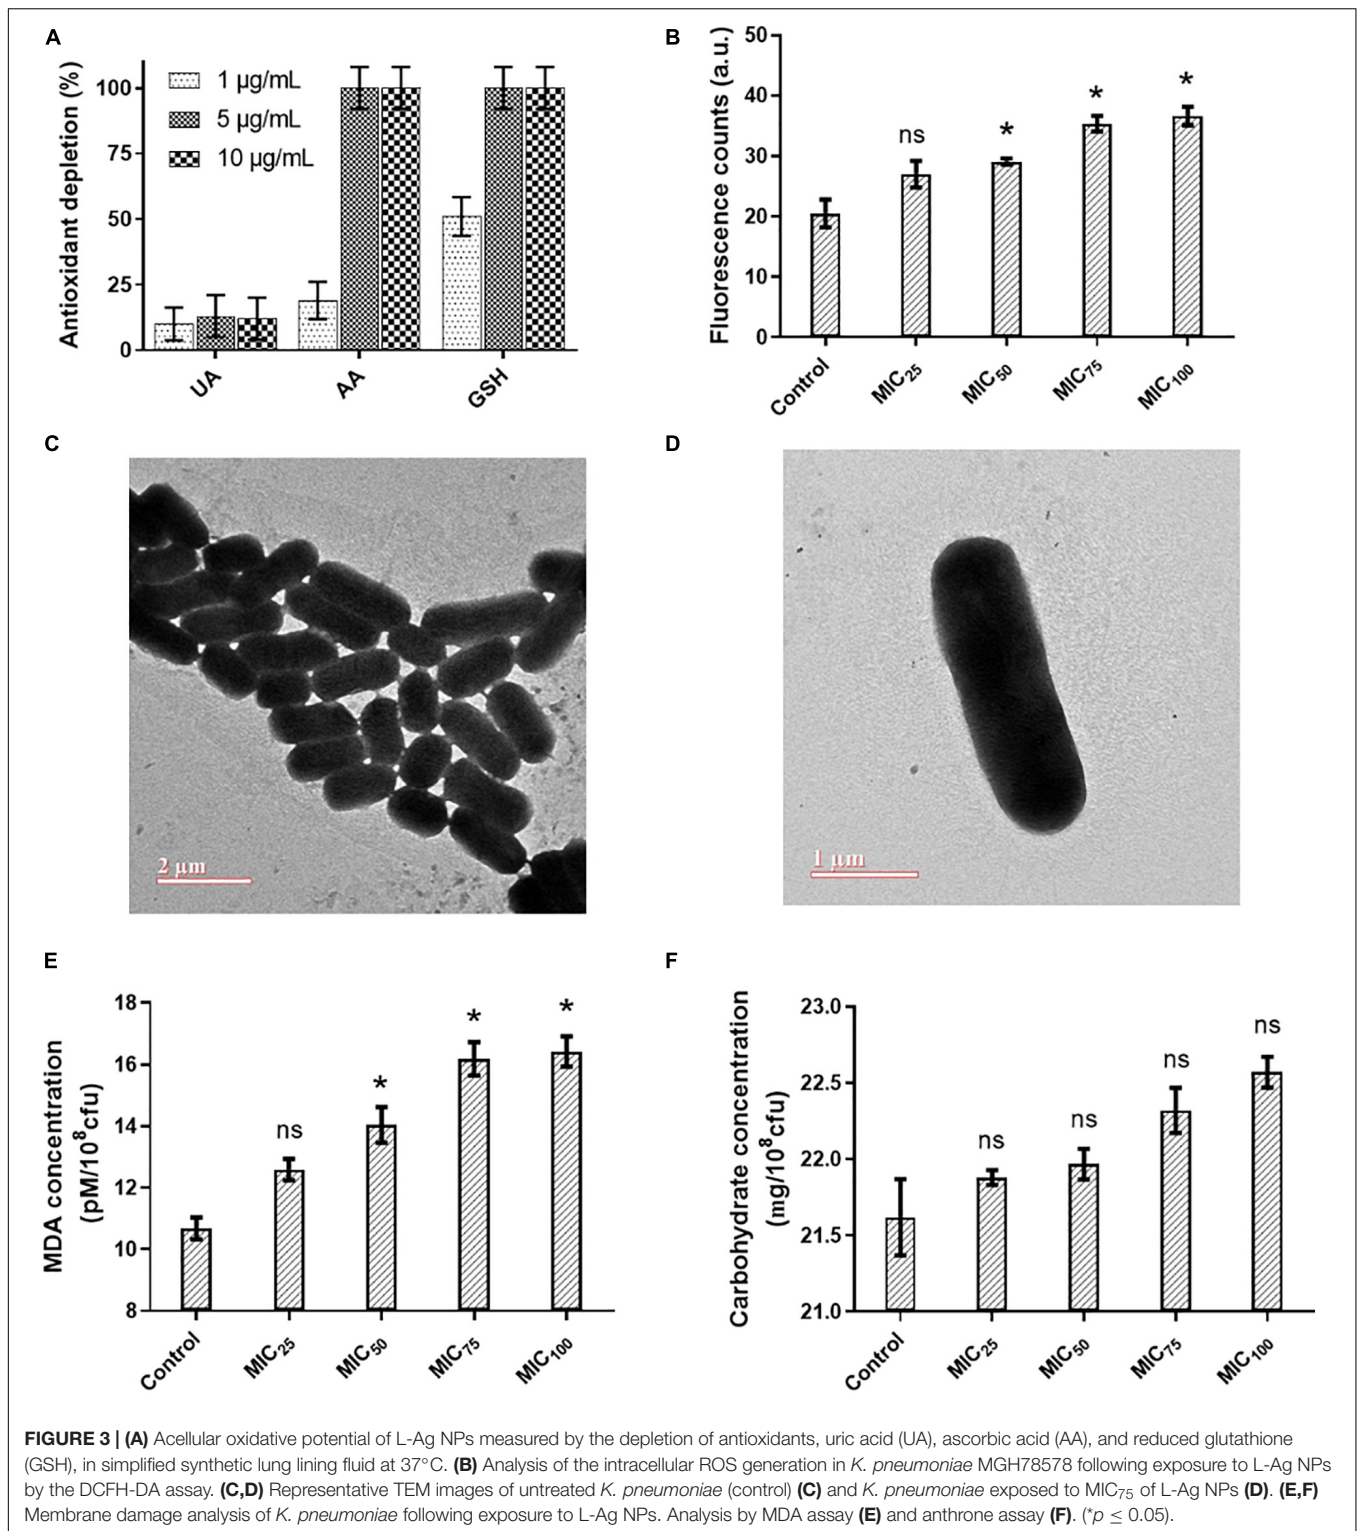 A
Antioxidant depletion (%)
100
75
50
25
0
1 µg/mL
5 µg/mL
10 µg/mL
UA
AA
GSH
B
Fluorescence counts (a.u.)
50
40
30
20
10
0
ns
*
*
*
Control
MIC25
MIC50
MIC75
MIC100
C
2 µm
D
1 µm
E
MDA concentration
(pM/10⁸cfu)
18
16
14
12
10
8
ns
*
*
*
Control
MIC25
MIC50
MIC75
MIC100
F
Carbohydrate concentration
(mg/10⁸cfu)
23.0
22.5
22.0
21.5
21.0
ns
ns
ns
ns
Control
MIC25
MIC50
MIC75
MIC100
FIGURE 3 | (A) Acellular oxidative potential of L-Ag NPs measured by the depletion of antioxidants, uric acid (UA), ascorbic acid (AA), and reduced glutathione
(GSH), in simplified synthetic lung lining fluid at 37°C. (B) Analysis of the intracellular ROS generation in K. pneumoniae MGH78578 following exposure to L-Ag NPs
by the DCFH-DA assay. (C,D) Representative TEM images of untreated K. pneumoniae (control) (C) and K. pneumoniae exposed to MIC75 of L-Ag NPs (D). (E,F)
Membrane damage analysis of K. pneumoniae following exposure to L-Ag NPs. Analysis by MDA assay (E) and anthrone assay (F). (*p ≤ 0.05).